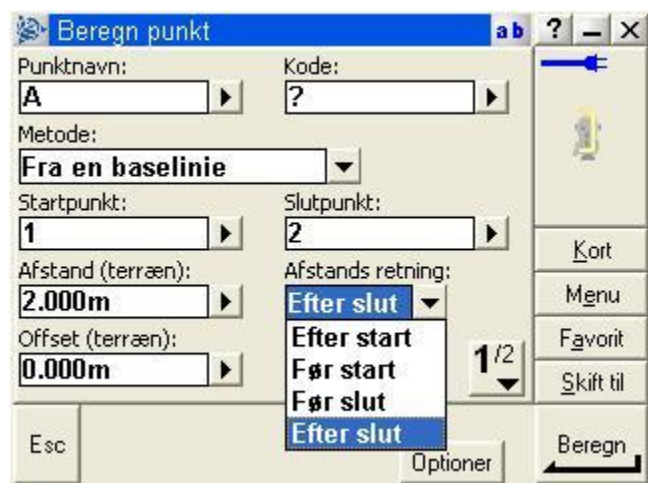 Beregn punkt
ab
?
Punktnavn:
Kode:
A
?
Metode:
Fra en baselinie
Startpunkt:
Slutpunkt:
1
2
Afstand (terræn):
Afstands retning:
2.000m
Efter slut
Offset (terræn):
Efter start
0.000m
Før start
Før slut
Efter slut
1/2
Kort
Menu
Favorit
Skift til
Esc
Optioner
Beregn